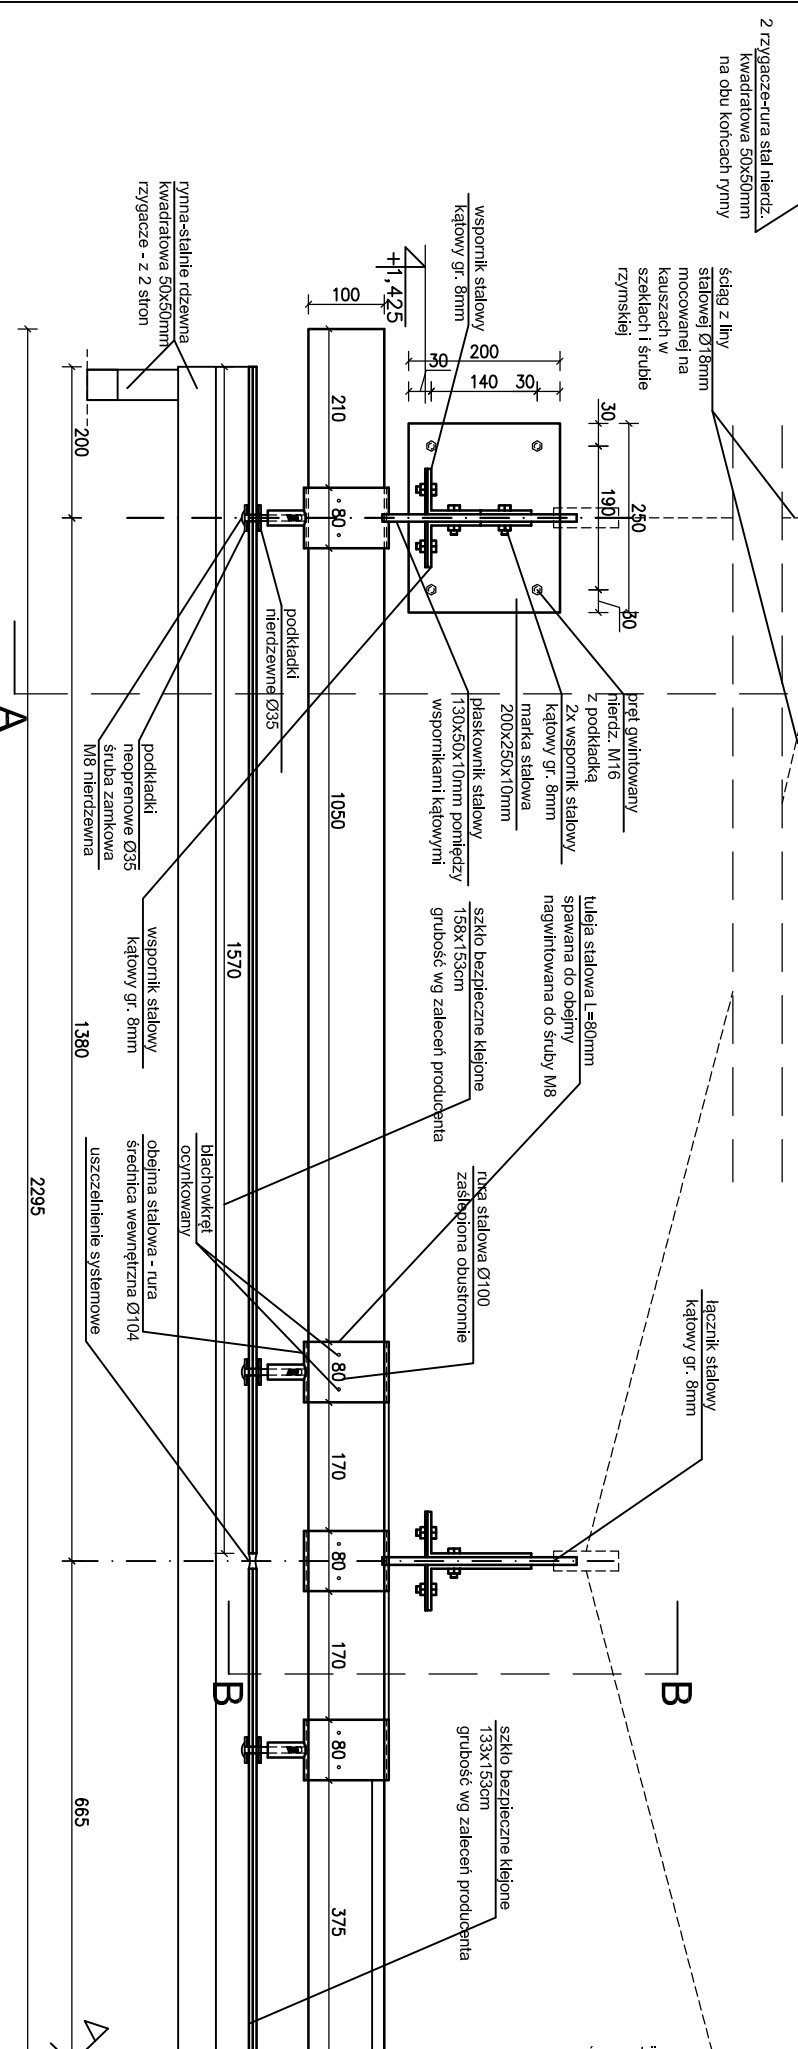 2 rzygacze-rura stal nierdz.
kwadratowa 50x50mm
na obu końcach rynny
ściąg z liny
stalowej Ø18mm
mocowanej na
kauszach w
szeklach i śrubie
rzymskiej
wspornik stalowy
kątowy gr. 8mm
+1,425
rynna-stalnie rdzewna
kwadratowa 50x50mm
rzygacze - z 2 stron
100
200
30
140
30
30
190
250
30
210
80
1050
200
pręt gwintowany
nierdz. M16
z podkładką
2x wspornik stalowy
kątowy gr. 8mm
marka stalowa
200x250x10mm
płaskownik stalowy
130x50x10mm pomiędzy
wspornikami kątowymi
podkładki
nierdzewne Ø35
podkładki
neoprenowe Ø35
śruba zamkowa
M8 nierdzewna
A
wspornik stalowy
kątowy gr. 8mm
tuleja stalowa L=80mm
spawana do obejmy
nagwintowana do śruby M8
szkło bezpieczne klejone
158x153cm
grubość wg zaleceń producenta
1570
1380
2295
rura stalowa Ø100
zaślepiona obustronnie
blachowkręt
ocynkowany
obejma stalowa - rura
średnica wewnętrzna Ø104
uszczelnienie systemowe
łącznik stalowy
kątowy gr. 8mm
80
170
80
170
80
375
B
B
szkło bezpieczne klejone
133x153cm
grubość wg zaleceń producenta
665